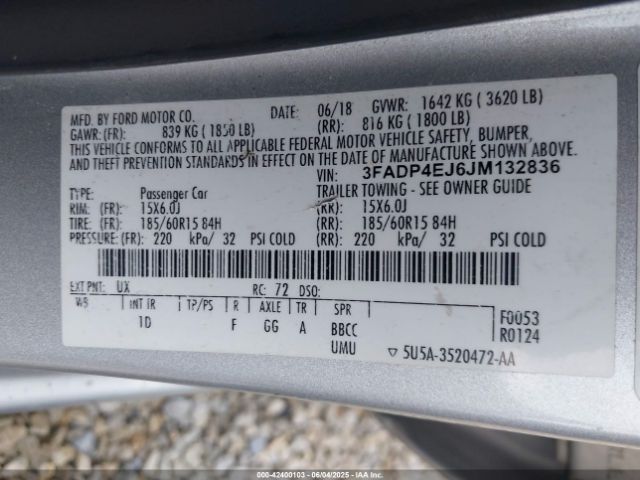 MFD. BY FORD MOTOR CO. DATE: 06/18 GVWR: 1642 KG ( 3620 LB)
GAWR: (FR): 839 KG ( 1850 LB) (RR): 816 KG ( 1800 LB)
THIS VEHICLE CONFORMS TO ALL APPLICABLE FEDERAL MOTOR VEHICLE SAFETY, BUMPER,
AND THEFT PREVENTION STANDARDS IN EFFECT ON THE DATE OF MANUFACTURE SHOWN ABOVE.
VIN: 3FADP4EJ6JM132836
TYPE: Passenger Car TRAILER TOWING - SEE OWNER GUIDE
RIM: (FR): 15X6.0J (RR): 15X6.0J
TIRE: (FR): 185/60R15 84H (RR): 185/60R15 84H
PRESSURE: (FR): 220 kPa/ 32 PSI COLD (RR): 220 kPa/ 32 PSI COLD
EXT PNT: UX RC: 72 DSO:
WB INT TR TP/PS R AXLE TR SPR
1D F GG A BBCC
UMU
F0053
R0124
▽ 5U5A-3520472-AA
000-42400103 - 06/04/2025 - IAAI.COM